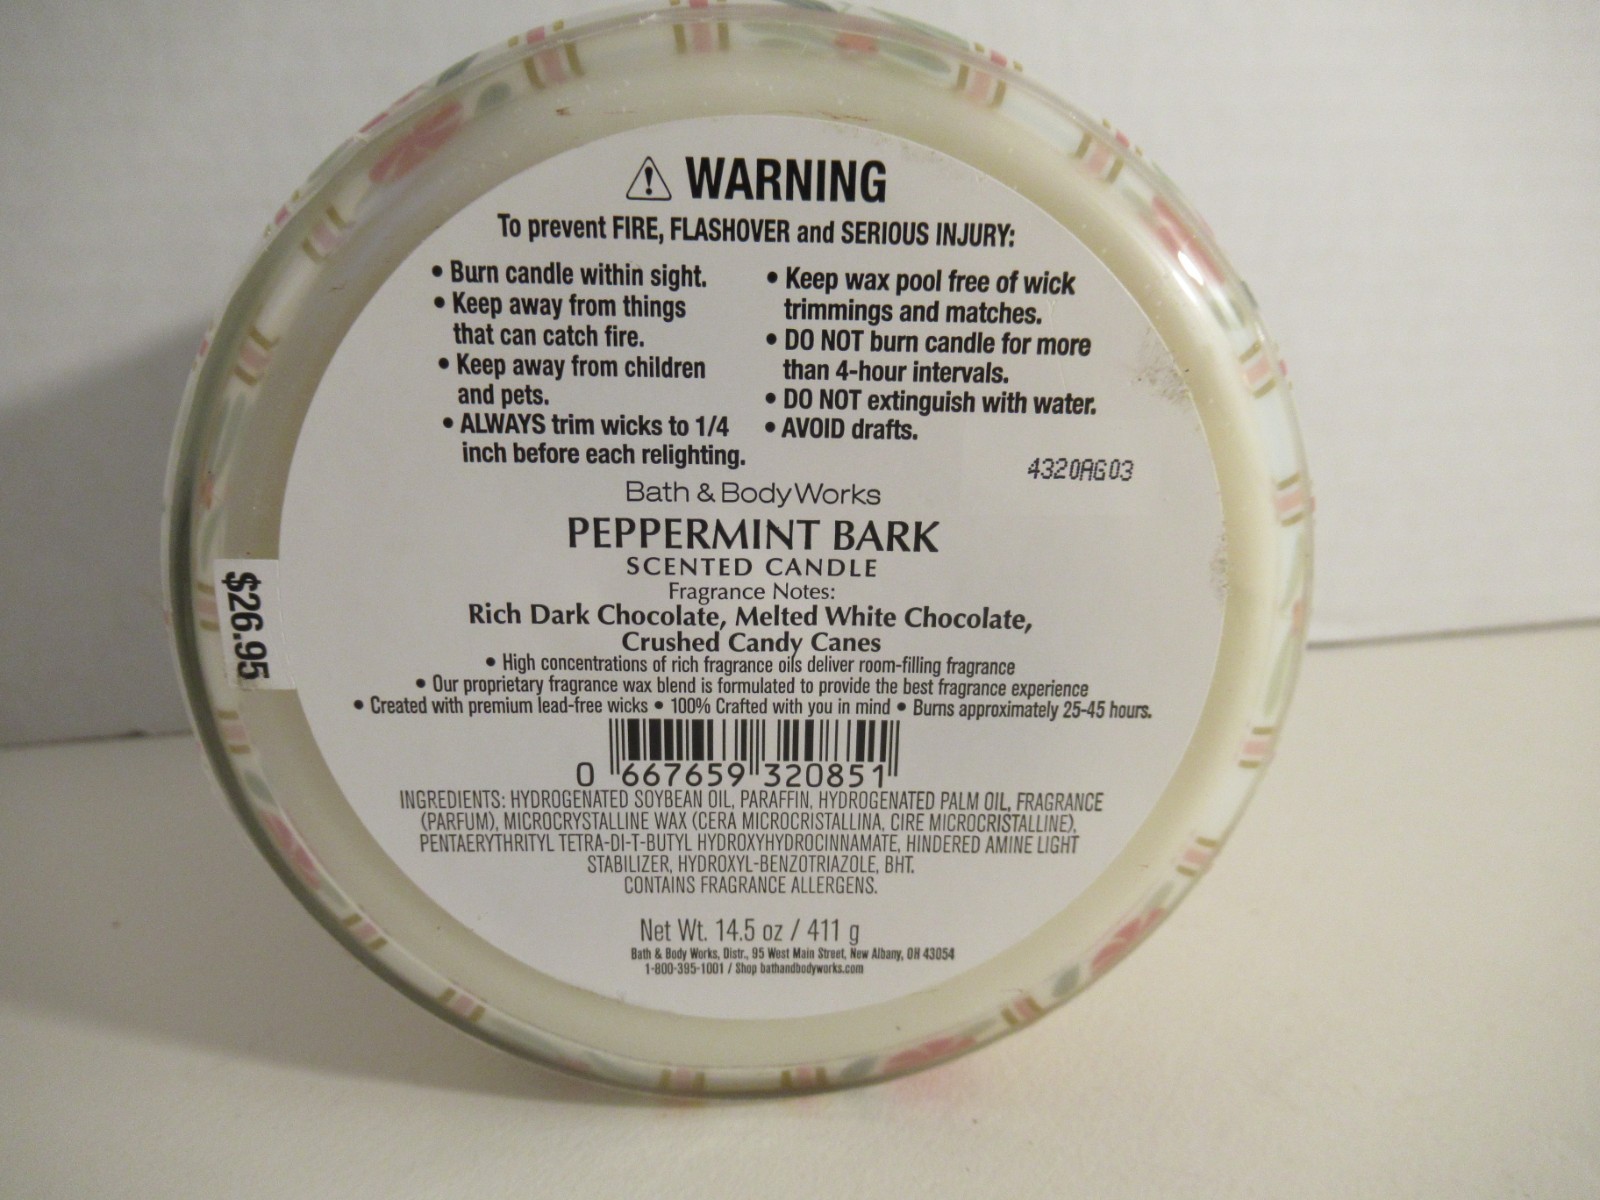 WARNING
To prevent FIRE, FLASHOVER and SERIOUS INJURY:
• Burn candle within sight.
• Keep away from things
that can catch fire.
• Keep away from children
and pets.
• ALWAYS trim wicks to 1/4
inch before each relighting.
• Keep wax pool free of wick
trimmings and matches.
• DO NOT burn candle for more
than 4-hour intervals.
• DO NOT extinguish with water.
• AVOID drafts.
4320AG03
Bath & Body Works
PEPPERMINT BARK
SCENTED CANDLE
Fragrance Notes:
Rich Dark Chocolate, Melted White Chocolate,
Crushed Candy Canes
• High concentrations of rich fragrance oils deliver room-filling fragrance
• Our proprietary fragrance wax blend is formulated to provide the best fragrance experience
• Created with premium lead-free wicks • 100% Crafted with you in mind • Burns approximately 25-45 hours.
$26.95
0 667659 320851
INGREDIENTS: HYDROGENATED SOYBEAN OIL, PARAFFIN, HYDROGENATED PALM OIL, FRAGRANCE
(PARFUM), MICROCRYSTALLINE WAX (CERA MICROCRISTALLINA, CIRE MICROCRISTALLINE),
PENTAERYTHRITYL TETRA-DI-T-BUTYL HYDROXYHYDROCINNAMATE, HINDERED AMINE LIGHT
STABILIZER, HYDROXYL-BENZOTRIAZOLE, BHT.
CONTAINS FRAGRANCE ALLERGENS.
Net Wt. 14.5 oz / 411 g
Bath & Body Works, Distr., 95 West Main Street, New Albany, OH 43054
1-800-395-1001 / Shop bathandbodyworks.com